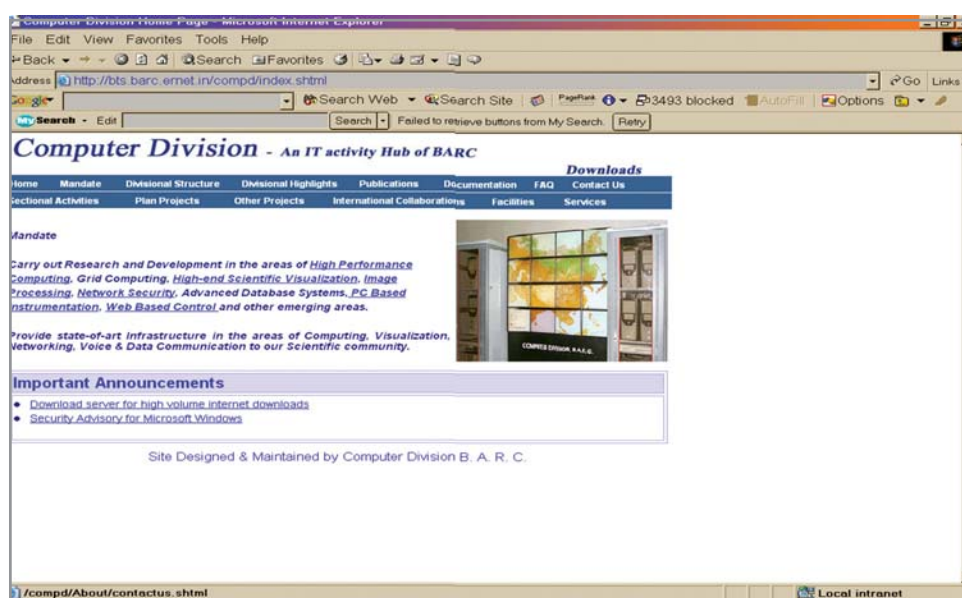 Computer Division Home Page - Microsoft Internet Explorer
File Edit View Favorites Tools Help
Back Search Favorites
Address http://bts.barc.ernet.in/compd/index.shtml Go Links
Google Search Web Search Site PageRank 3493 blocked AutoFill Options
My Search - Edit Search Failed to retrieve buttons from My Search. Retry
Computer Division - An IT activity Hub of BARC
Downloads
Home Mandate Divisional Structure Divisional Highlights Publications Documentation FAQ Contact Us
Sectional Activities Plan Projects Other Projects International Collaborations Facilities Services
Mandate
Carry out Research and Development in the areas of High Performance
Computing, Grid Computing, High-end Scientific Visualization, Image
Processing, Network Security, Advanced Database Systems, PC Based
Instrumentation, Web Based Control and other emerging areas.
Provide state-of-art Infrastructure in the areas of Computing, Visualization,
Networking, Voice & Data Communication to our Scientific community.
COMPUTER DIVISION, B.A.R.C.
Important Announcements
• Download server for high volume internet downloads
• Security Advisory for Microsoft Windows
Site Designed & Maintained by Computer Division B. A. R. C.
/compd/About/contactus.shtml Local intranet